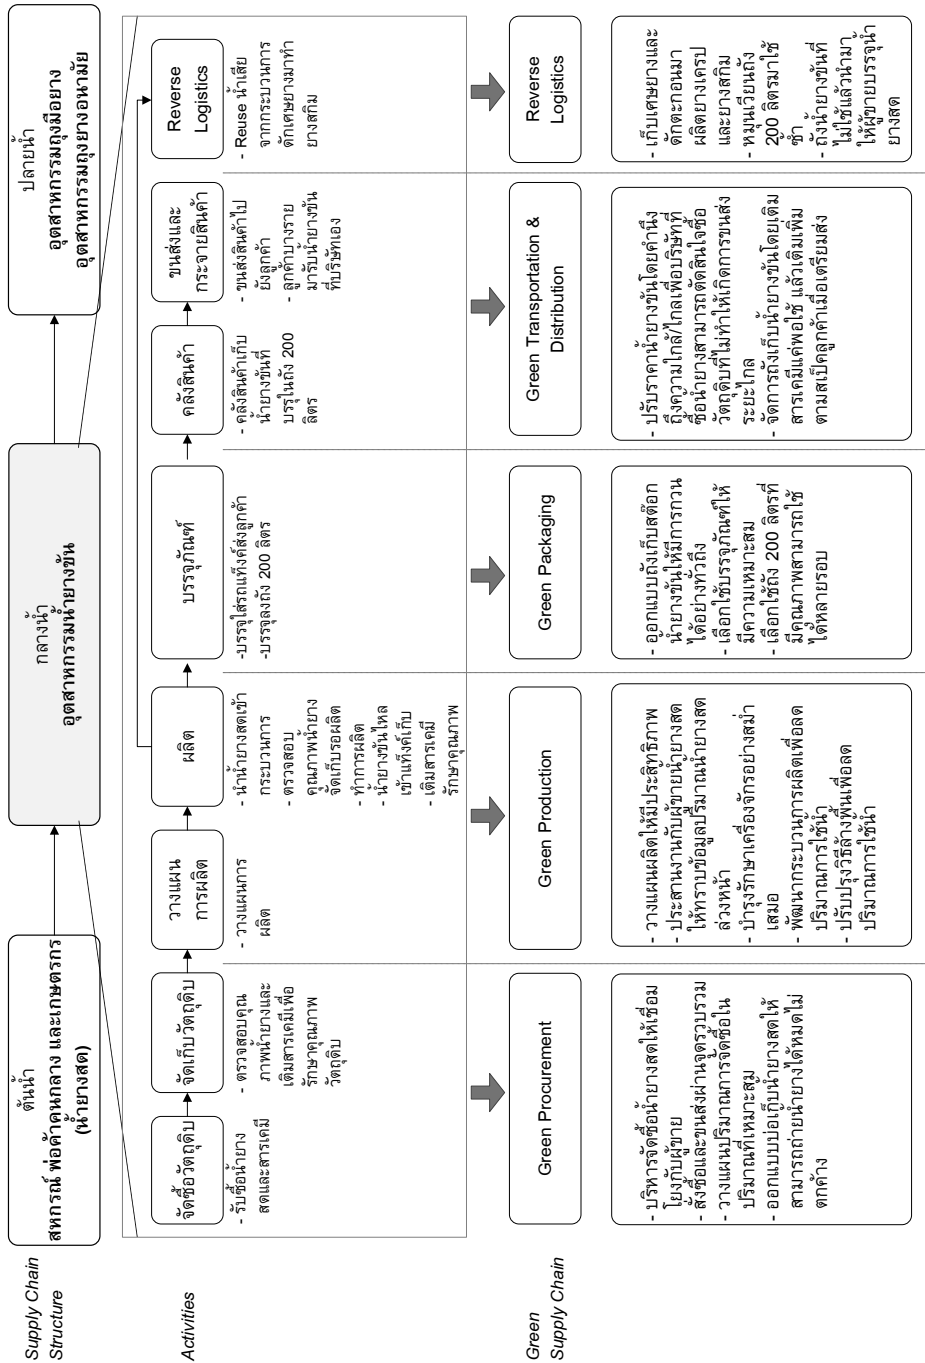 Supply Chain
Structure
ต้นน้ำ
สหกรณ์ พ่อค้าคนกลาง และเกษตรกร
(น้ำยางสด)
กลางน้ำ
อุตสาหกรรมน้ำยางข้น
ปลายน้ำ
อุตสาหกรรมถุงมือยาง
อุตสาหกรรมถุงยางอนามัย
Activities
จัดซื้อวัตถุดิบ
- รับซื้อน้ำยาง
สดและสารเคมี
จัดเก็บวัตถุดิบ
- ตรวจสอบคุณ
ภาพน้ำยางและ
เติมสารเคมีเพื่อ
รักษาคุณภาพ
วัตถุดิบ
วางแผน
การผลิต
- วางแผนการ
ผลิต
ผลิต
- นำน้ำยางสดเข้า
กระบวนการ
- ตรวจสอบ
คุณภาพน้ำยาง
จัดเก็บรอผลิต
- ทำการผลิต
- น้ำยางข้นไหล
เข้าแท็งค์เก็บ
- เติมสารเคมี
รักษาคุณภาพ
บรรจุภัณฑ์
-บรรจุใส่รถแท็งค์ส่งลูกค้า
-บรรจุลงถัง 200 ลิตร
คลังสินค้า
- คลังสินค้าเก็บ
น้ำยางข้นที่
บรรจุในถัง 200
ลิตร
ขนส่งและ
กระจายสินค้า
- ขนส่งสินค้าไป
ยังลูกค้า
- ลูกค้าบางราย
มารับน้ำยางข้น
ที่บริษัทเอง
Reverse
Logistics
- Reuse น้ำเสีย
จากกระบวนการ
ดักเศษยางมาทำ
ยางสกิม
Green
Supply Chain
Green Procurement
- บริหารจัดซื้อน้ำยางสดให้เชื่อม
โยงกับผู้ขาย
- สั่งซื้อและขนส่งผ่านจุดรวบรวม
- วางแผนปริมาณการจัดซื้อใน
ปริมาณที่เหมาะสม
- ออกแบบบ่อเก็บน้ำยางสดให้
สามารถถ่ายน้ำยางได้หมดไม่
ตกค้าง
Green Production
- วางแผนผลิตให้มีประสิทธิภาพ
- ประสานงานกับผู้ขายน้ำยางสด
ให้ทราบข้อมูลปริมาณน้ำยางสด
ล่วงหน้า
- บำรุงรักษาเครื่องจักรอย่างสม่ำ
เสมอ
- พัฒนากระบวนการผลิตเพื่อลด
ปริมาณการใช้น้ำ
- ปรับปรุงวิธีล้างพื้นเพื่อลด
ปริมาณการใช้น้ำ
Green Packaging
- ออกแบบถังเก็บสต๊อก
น้ำยางข้นให้มีการกวน
ได้อย่างทั่วถึง
- เลือกใช้บรรจุภัณฑ์ให้
มีความเหมาะสม
- เลือกใช้ถัง 200 ลิตรที่
มีคุณภาพสามารถใช้
ได้หลายรอบ
Green Transportation &
Distribution
- ปรับราคาน้ำยางข้นโดยคำนึง
ถึงความใกล้/ไกลเพื่อบริษัทที่
ซื้อน้ำยางสามารถตัดสินใจซื้อ
วัตถุดิบที่ไม่ทำให้เกิดการขนส่ง
ระยะไกล
- จัดการถังเก็บน้ำยางข้นโดยเติม
สารเคมีแค่พอใช้ แล้วเติมเพิ่ม
ตามสเป็คลูกค้าเมื่อเตรียมส่ง
Reverse
Logistics
- เก็บเศษยางและ
ดักตะกอนมา
ผลิตยางเครป
และยางสกิม
- หมุนเวียนถัง
200 ลิตรมาใช้
ซ้ำ
- ถังน้ำยางข้นที่
ไม่ใช้แล้วนำมา
ให้ผู้ขายบรรจุน้ำ
ยางสด